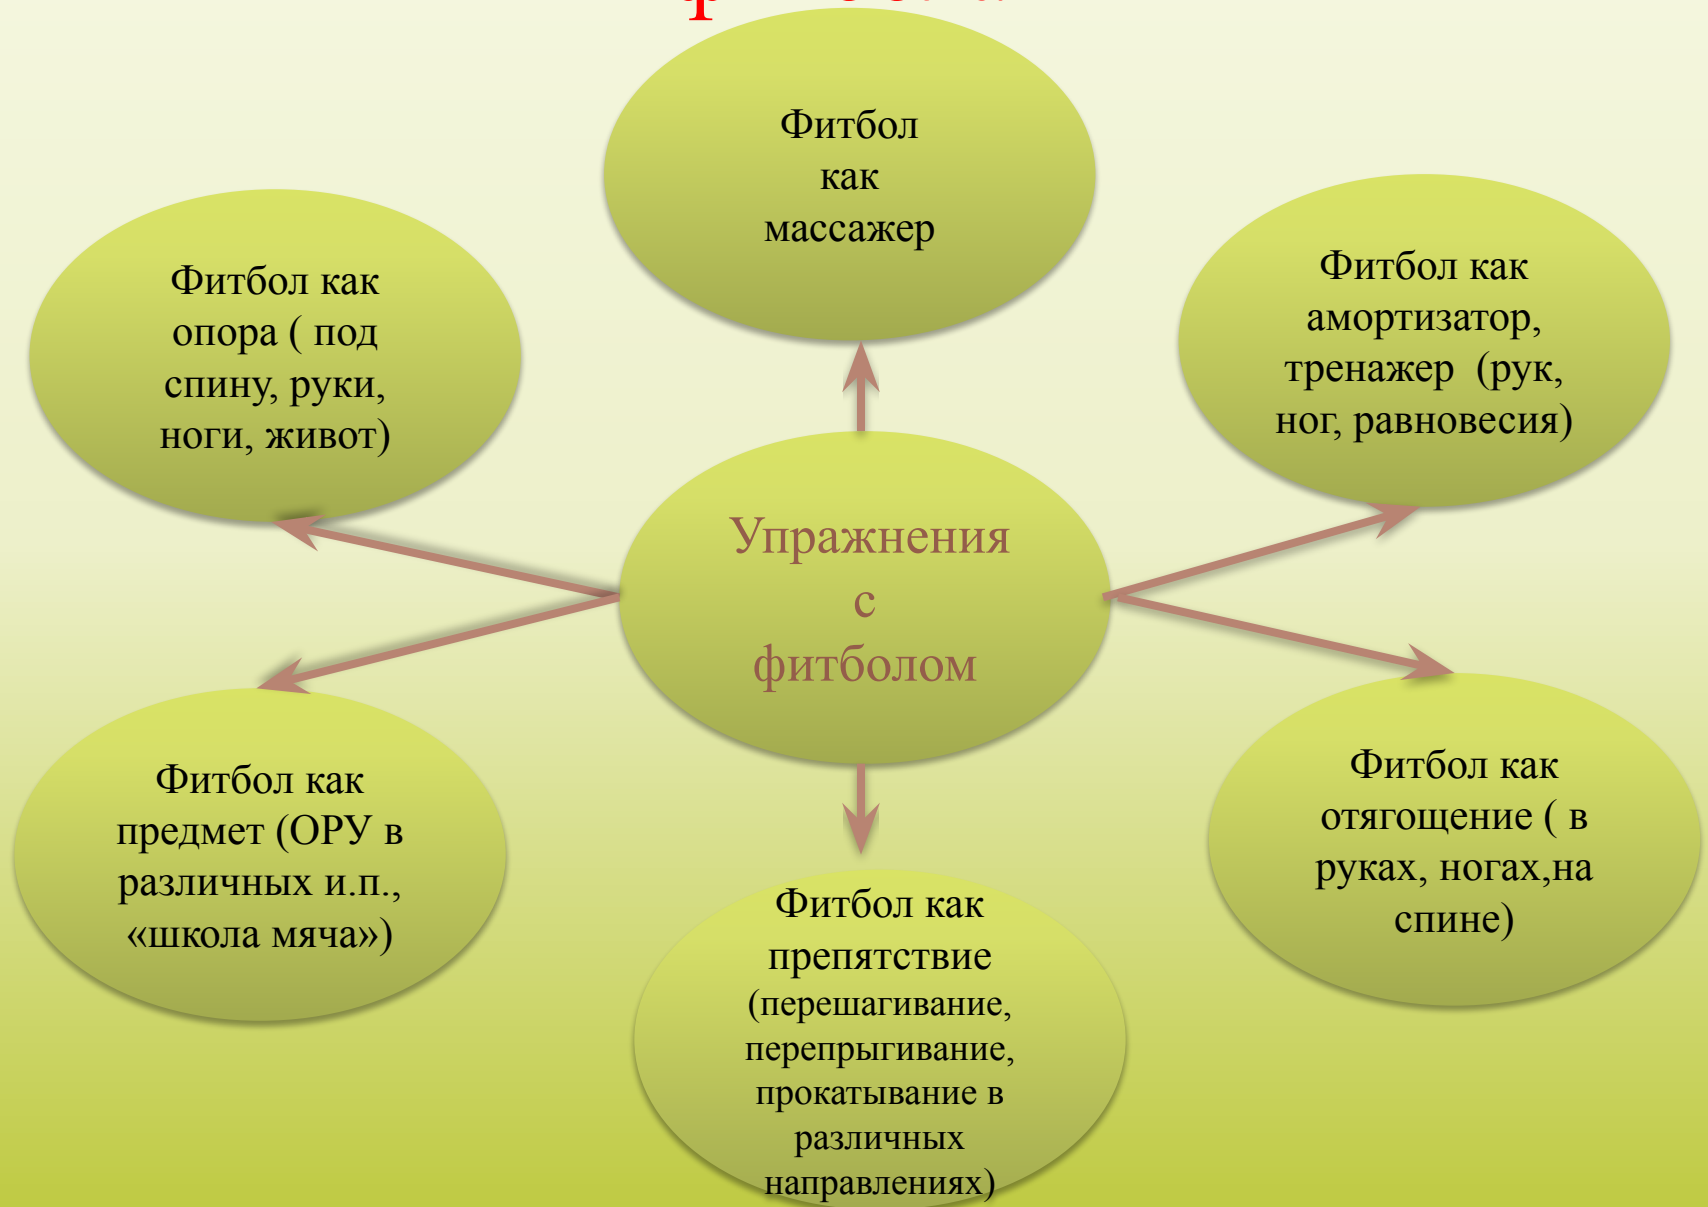 Фитбол
как
массажер
Фитбол как
опора ( под
спину, руки,
ноги, живот)
Фитбол как
амортизатор,
тренажер (рук,
ног, равновесия)
Упражнения
с
фитболом
Фитбол как
предмет (ОРУ в
различных и.п.,
«школа мяча»)
Фитбол как
отягощение ( в
руках, ногах,на
спине)
Фитбол как
препятствие
(перешагивание,
перепрыгивание,
прокатывание в
различных
направлениях)